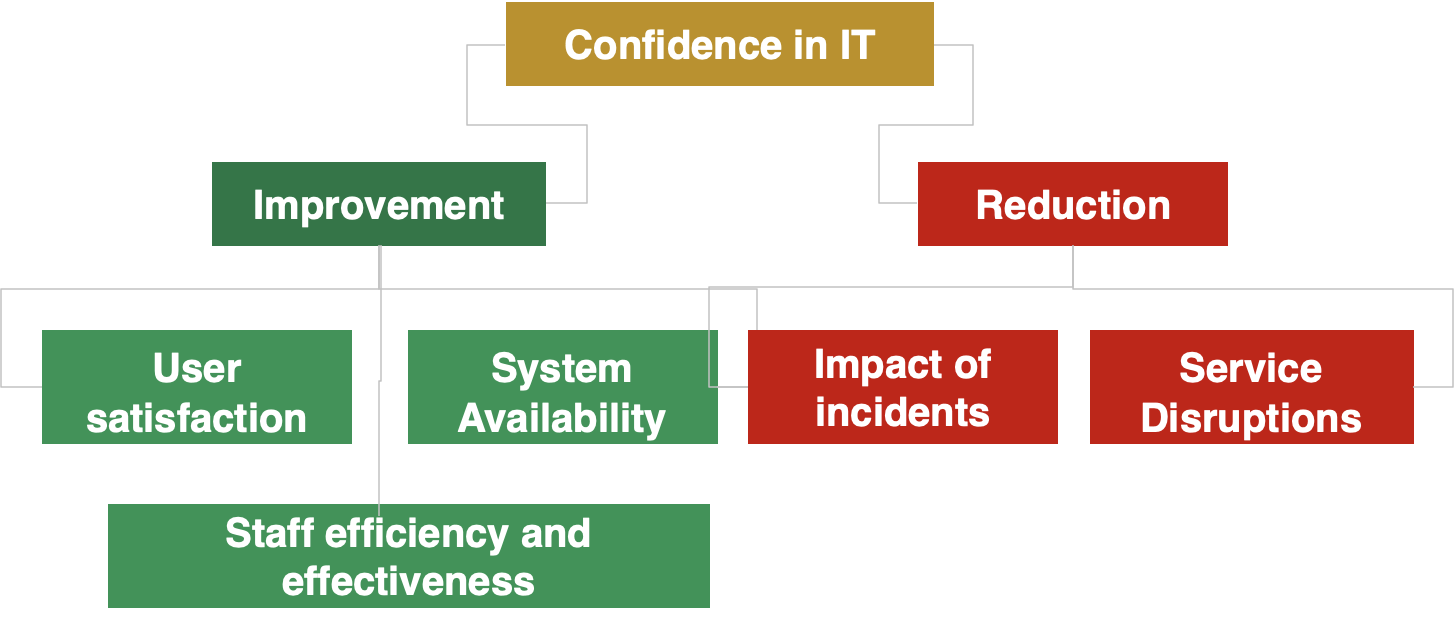 Confidence in IT
Improvement
Reduction
User
satisfaction
System
Availability
Impact of
incidents
Service
Disruptions
Staff efficiency and
effectiveness